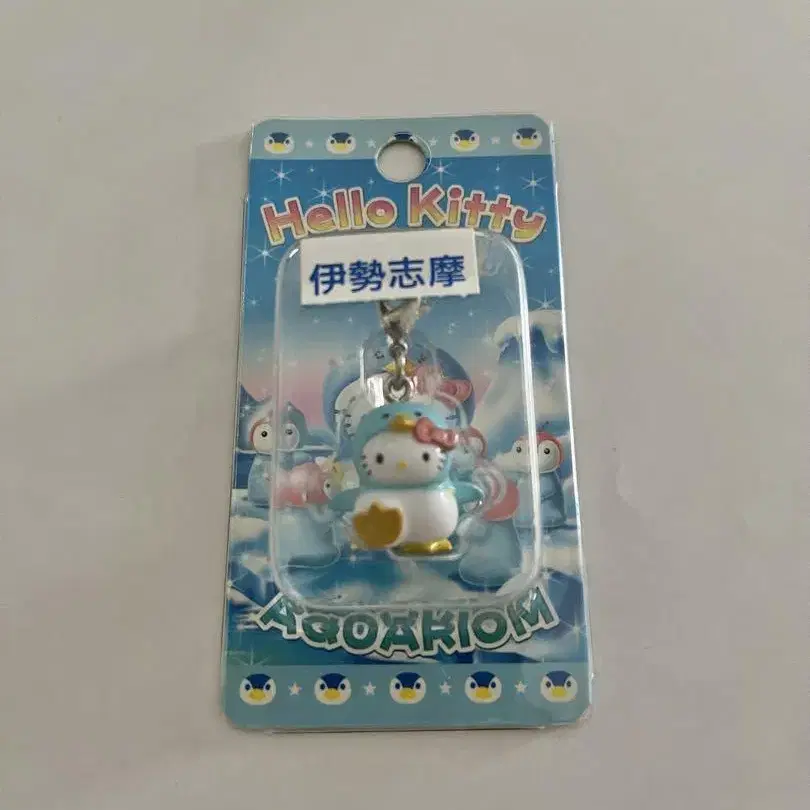 Hello Kitty
伊勢志摩
AQUARIUM